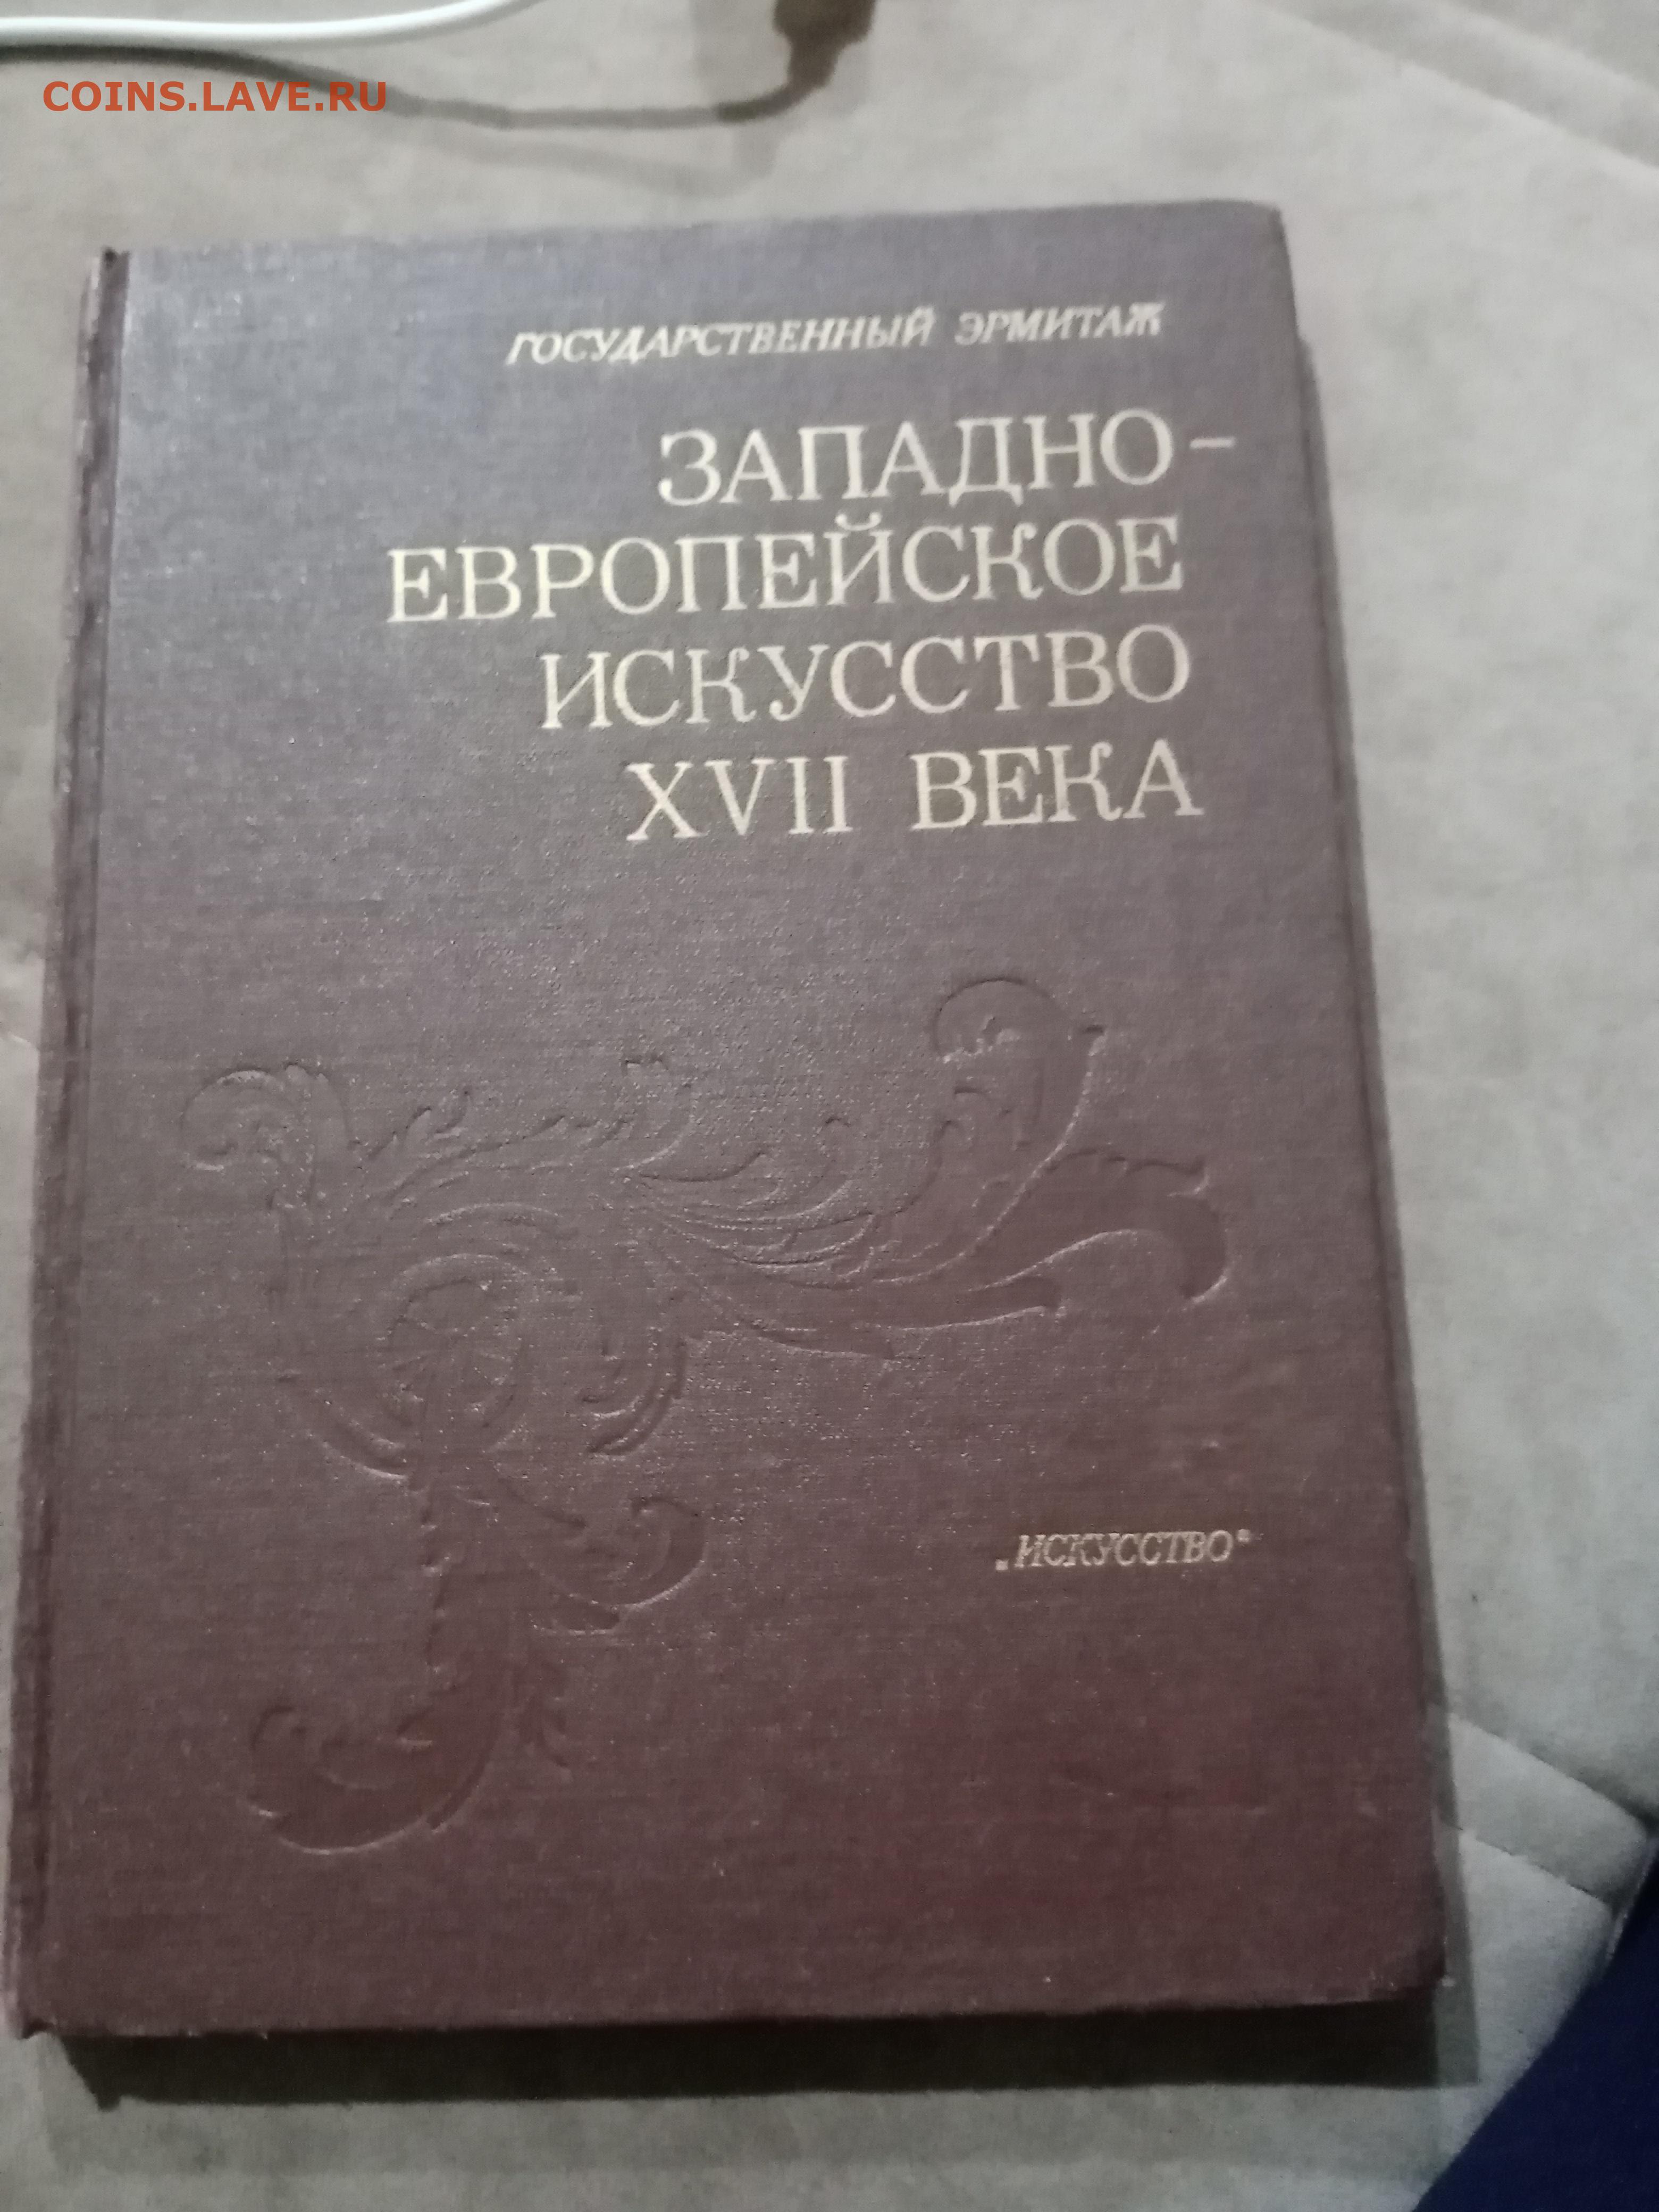 COINS.LAVE.RU
ГОСУДАРСТВЕННЫЙ ЭРМИТАЖ
ЗАПАДНО-
ЕВРОПЕЙСКОЕ
ИСКУССТВО
XVII ВЕКА
„ИСКУССТВО“